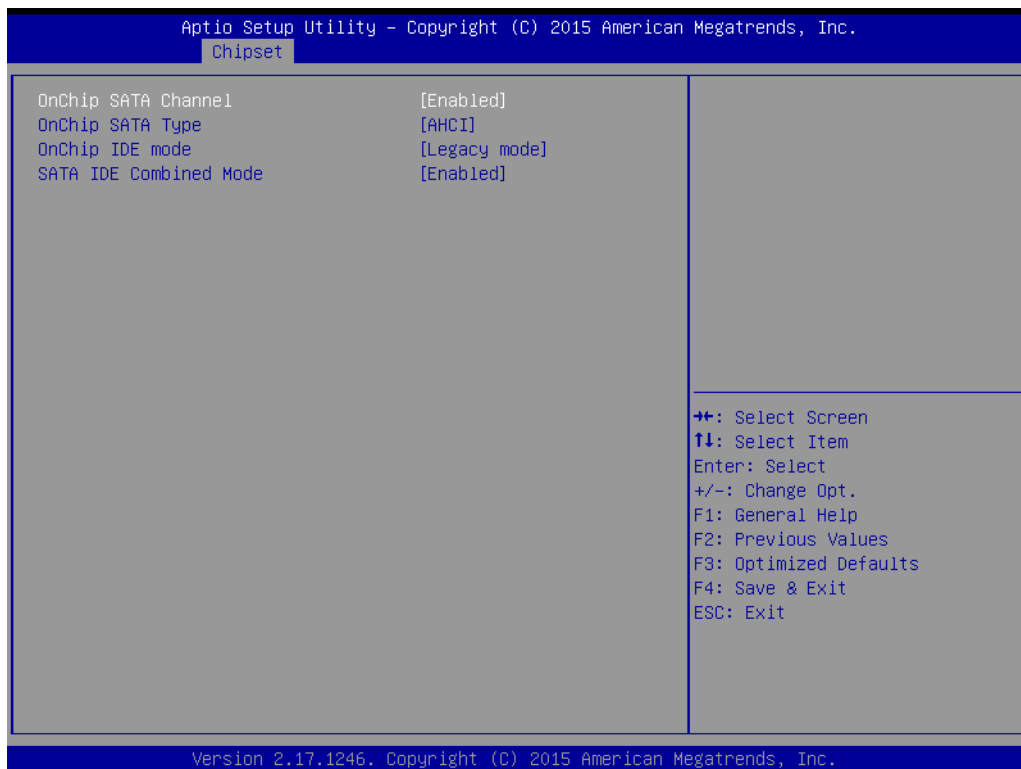 Aptio Setup Utility – Copyright (C) 2015 American Megatrends, Inc.
Chipset
OnChip SATA Channel [Enabled]
OnChip SATA Type [AHCI]
OnChip IDE mode [Legacy mode]
SATA IDE Combined Mode [Enabled]
→←: Select Screen
↑↓: Select Item
Enter: Select
+/-: Change Opt.
F1: General Help
F2: Previous Values
F3: Optimized Defaults
F4: Save & Exit
ESC: Exit
Version 2.17.1246. Copyright (C) 2015 American Megatrends, Inc.